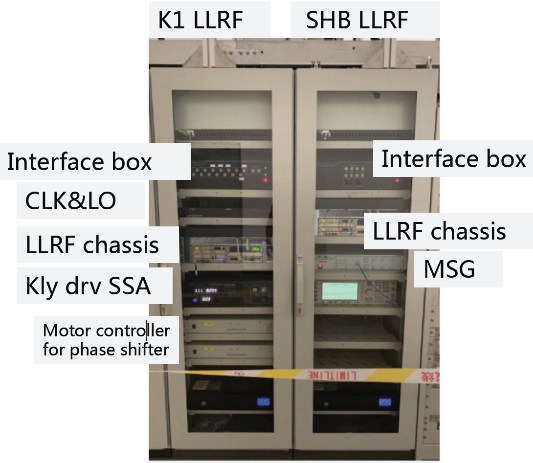 K1 LLRF
SHB LLRF
Interface box
Interface box
CLK&LO
LLRF chassis
LLRF chassis
MSG
Kly drv SSA
Motor controller
for phase shifter
LIMITLINE